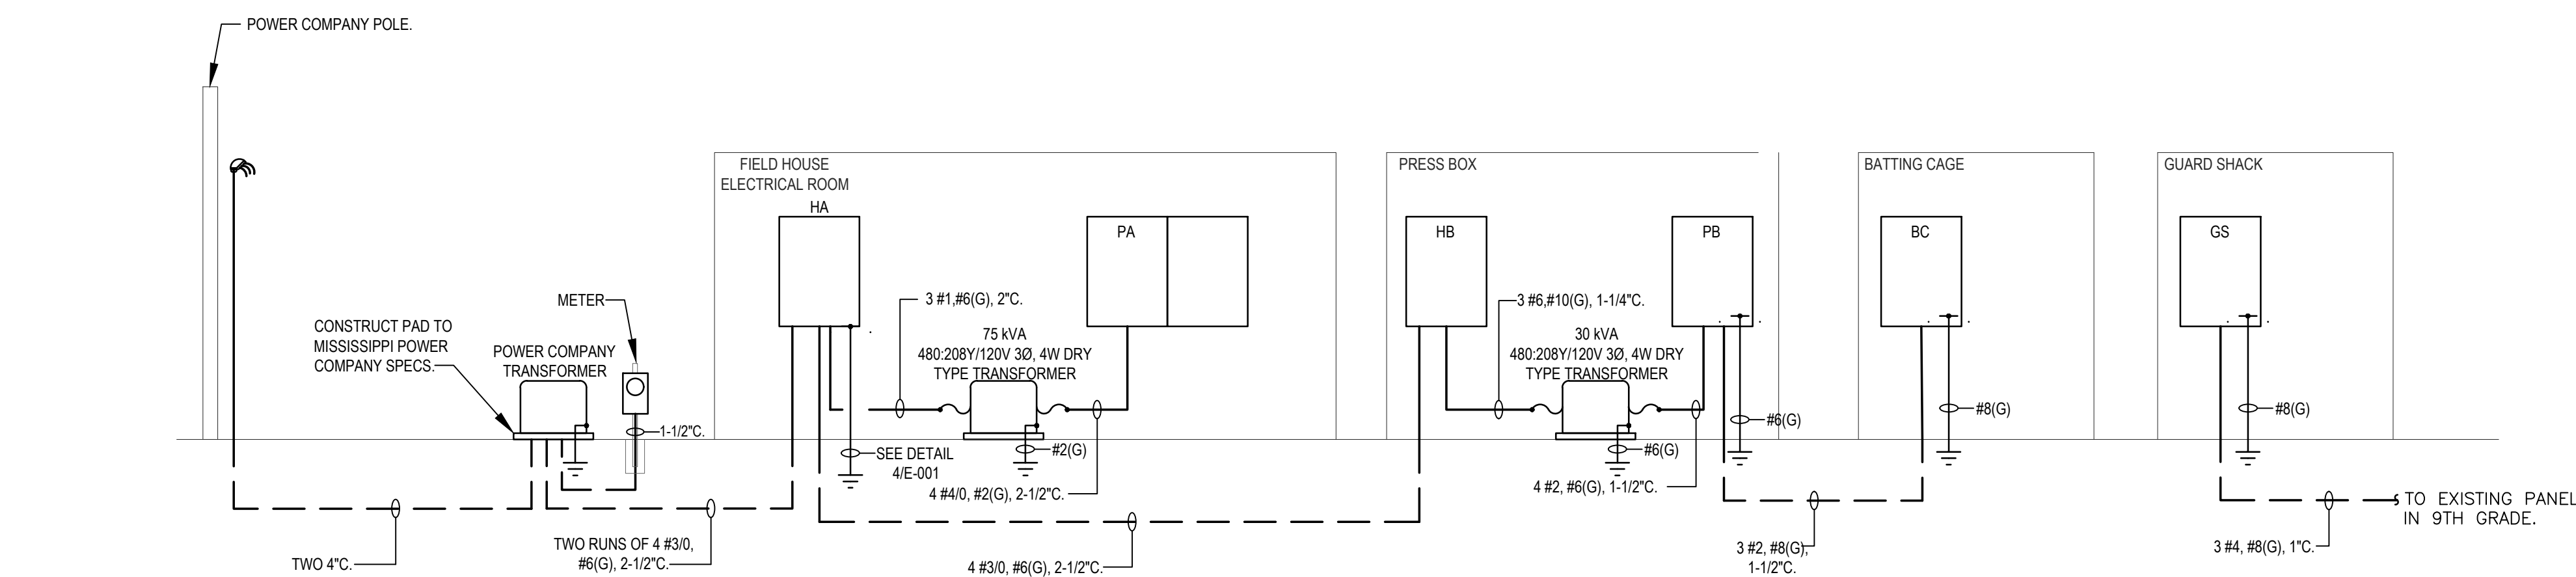 POWER COMPANY POLE.
FIELD HOUSE
ELECTRICAL ROOM
HA
PA
PRESS BOX
HB
PB
BATTING CAGE
BC
GUARD SHACK
GS
METER
CONSTRUCT PAD TO
MISSISSIPPI POWER
COMPANY SPECS.
POWER COMPANY
TRANSFORMER
1-1/2"C.
3 #1,#6(G), 2"C.
75 kVA
480:208Y/120V 3Ø, 4W DRY
TYPE TRANSFORMER
3 #6,#10(G), 1-1/4"C.
30 kVA
480:208Y/120V 3Ø, 4W DRY
TYPE TRANSFORMER
#6(G)
#8(G)
#8(G)
SEE DETAIL
4/E-001
#2(G)
4 #4/0, #2(G), 2-1/2"C.
#6(G)
4 #2, #6(G), 1-1/2"C.
TWO 4"C.
TWO RUNS OF 4 #3/0,
#6(G), 2-1/2"C.
4 #3/0, #6(G), 2-1/2"C.
3 #2, #8(G),
1-1/2"C.
3 #4, #8(G), 1"C.
TO EXISTING PANEL
IN 9TH GRADE.